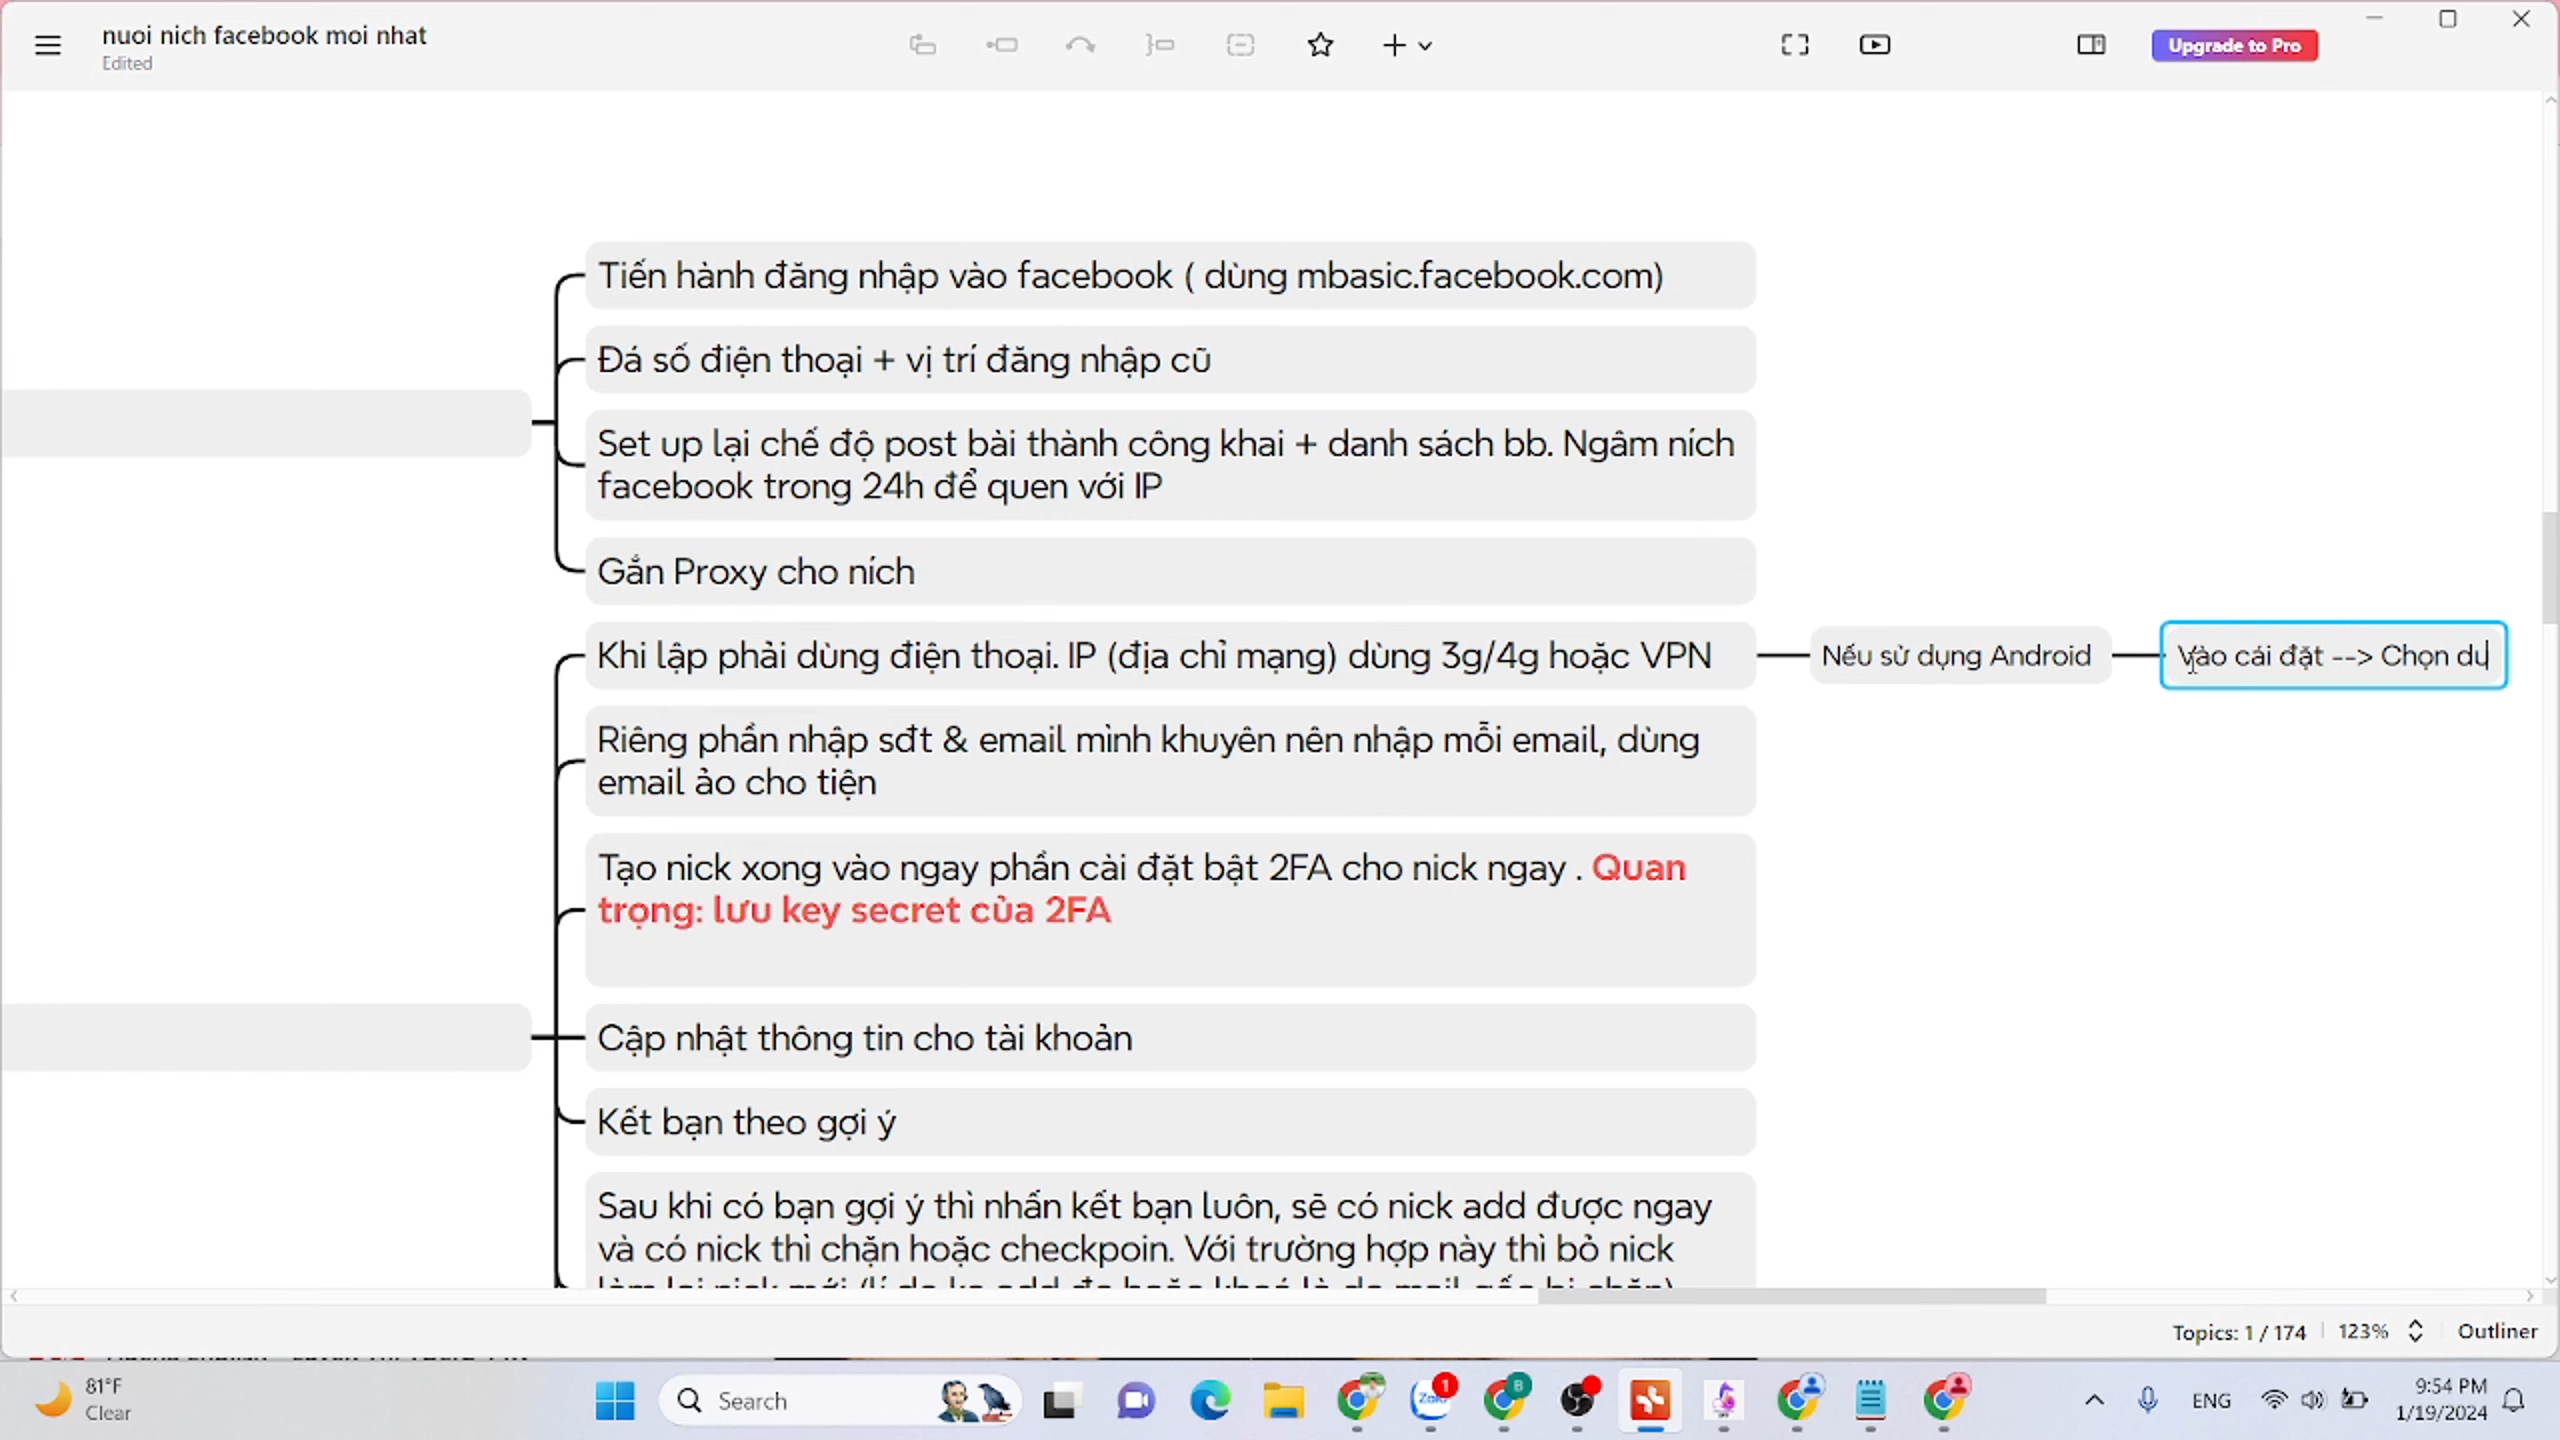 nuoi nich facebook moi nhat
Edited
Upgrade to Pro
Tiến hành đăng nhập vào facebook ( dùng mbasic.facebook.com)
Đá số điện thoại + vị trí đăng nhập cũ
Set up lại chế độ post bài thành công khai + danh sách bb. Ngâm ních
facebook trong 24h để quen với IP
Gắn Proxy cho ních
Khi lập phải dùng điện thoại. IP (địa chỉ mạng) dùng 3g/4g hoặc VPN
Nếu sử dụng Android
Vào cái đặt --> Chọn dư
Riêng phần nhập sđt & email mình khuyên nên nhập mỗi email, dùng
email ảo cho tiện
Tạo nick xong vào ngay phần cài đặt bật 2FA cho nick ngay . Quan
trọng: lưu key secret của 2FA
Cập nhật thông tin cho tài khoản
Kết bạn theo gợi ý
Sau khi có bạn gợi ý thì nhấn kết bạn luôn, sẽ có nick add được ngay
và có nick thì chặn hoặc checkpoin. Với trường hợp này thì bỏ nick
Topics: 1 / 174
123%
Outliner
81°F
Clear
Search
Zalo
1
B
ENG
9:54 PM
1/19/2024